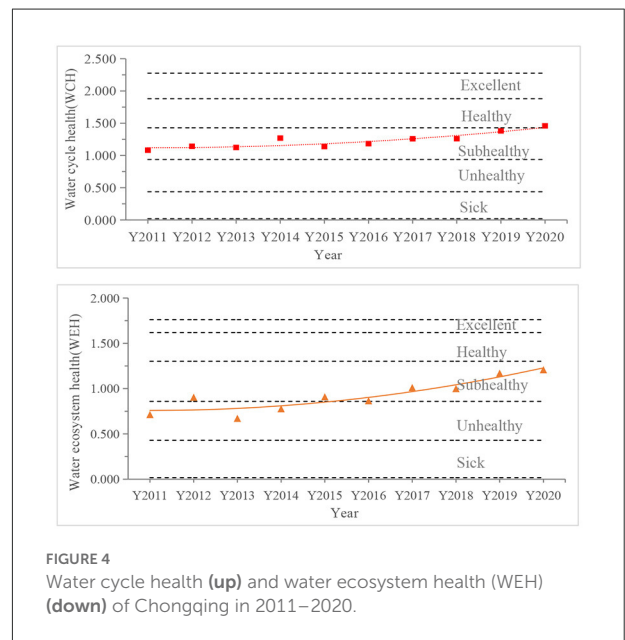 2.500
2.000
1.500
1.000
0.500
0.000
Water cycle health(WCH)
Excellent
Healthy
Subhealthy
Unhealthy
Sick
Y2011 Y2012 Y2013 Y2014 Y2015 Y2016 Y2017 Y2018 Y2019 Y2020
Year
2.000
1.500
1.000
0.500
0.000
Water ecosystem health(WEH)
Excellent
Healthy
Subhealthy
Unhealthy
Sick
Y2011 Y2012 Y2013 Y2014 Y2015 Y2016 Y2017 Y2018 Y2019 Y2020
Year
FIGURE 4
Water cycle health (up) and water ecosystem health (WEH)
(down) of Chongqing in 2011–2020.